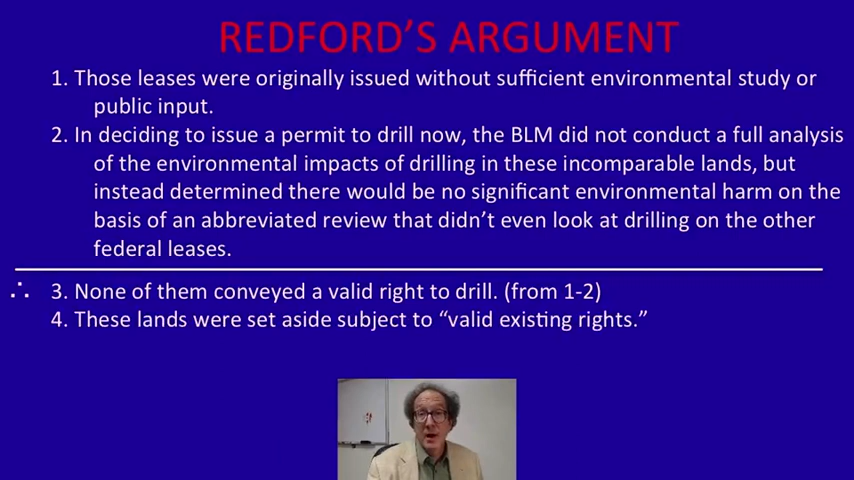 REDFORD'S ARGUMENT
1. Those leases were originally issued without sufficient environmental study or
public input.
2. In deciding to issue a permit to drill now, the BLM did not conduct a full analysis
of the environmental impacts of drilling in these incomparable lands, but
instead determined there would be no significant environmental harm on the
basis of an abbreviated review that didn't even look at drilling on the other
federal leases.
∴ 3. None of them conveyed a valid right to drill. (from 1-2)
4. These lands were set aside subject to “valid existing rights.”